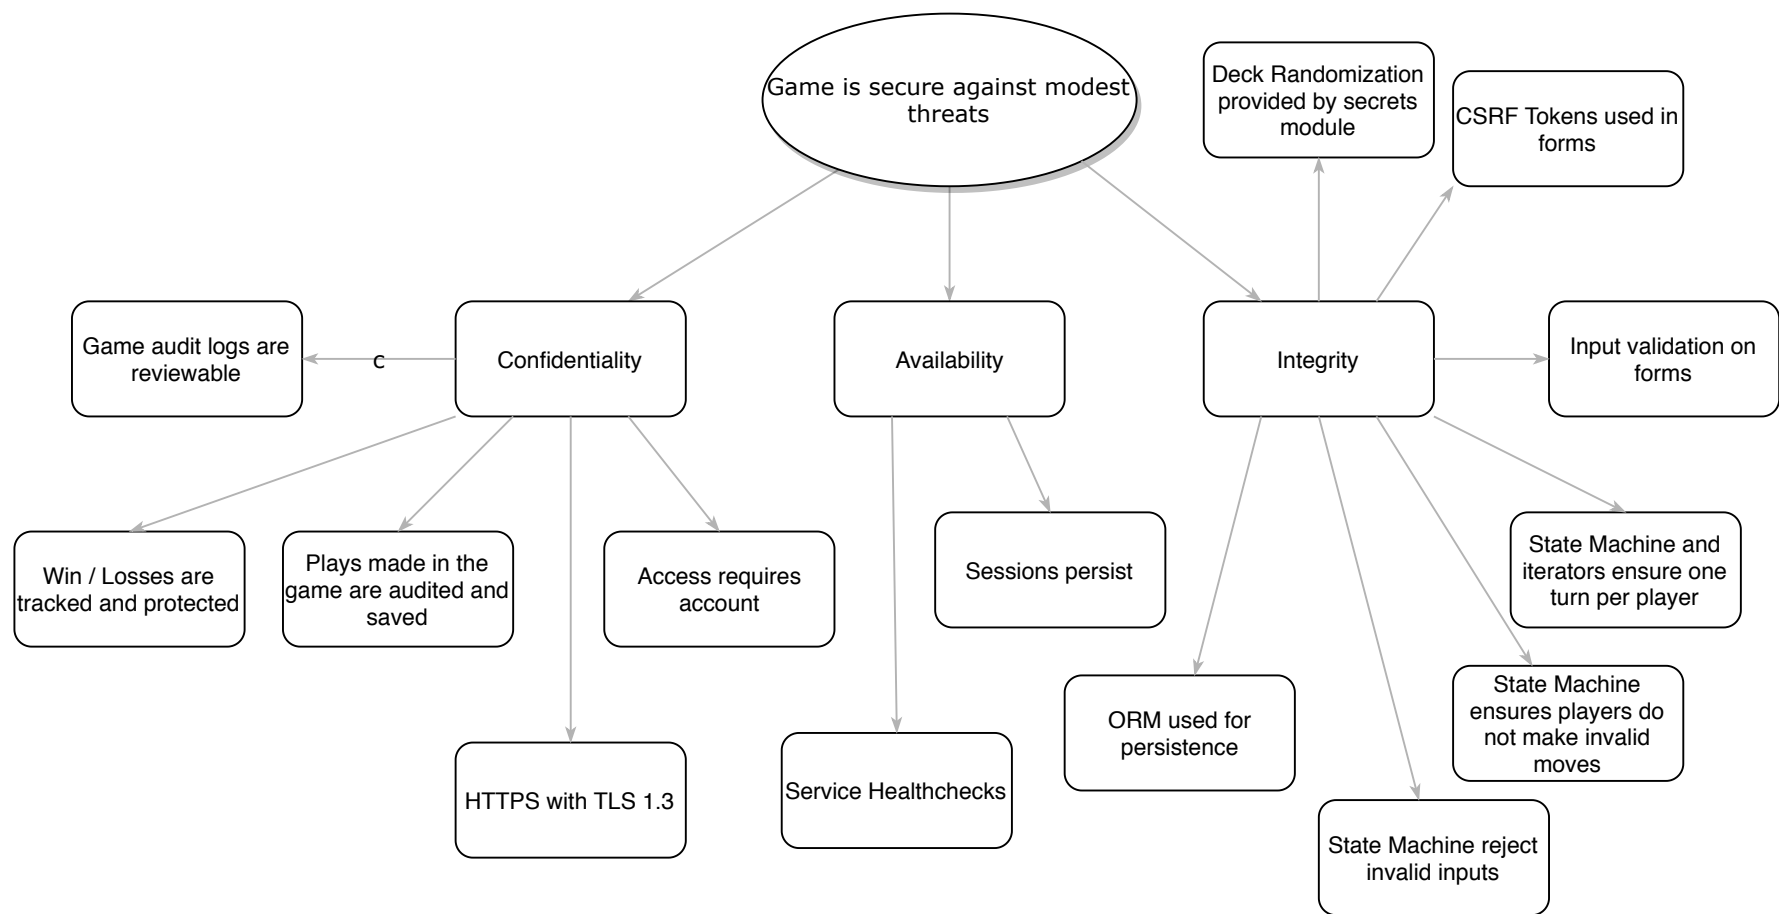 Game is secure against modest
threats
Deck Randomization
provided by secrets
module
CSRF Tokens used in
forms
Game audit logs are
reviewable
c
Confidentiality
Availability
Integrity
Input validation on
forms
Win / Losses are
tracked and protected
Plays made in the
game are audited and
saved
Access requires
account
Sessions persist
State Machine and
iterators ensure one
turn per player
HTTPS with TLS 1.3
Service Healthchecks
ORM used for
persistence
State Machine
ensures players do
not make invalid
moves
State Machine reject
invalid inputs